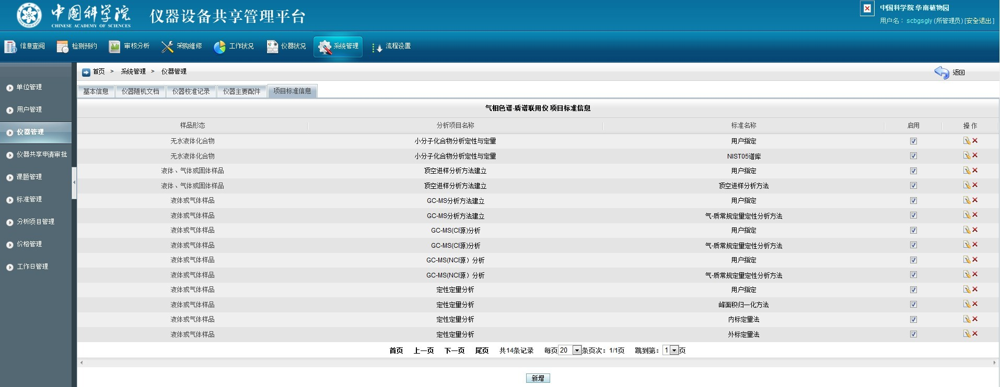 中国科学院 仪器设备共享管理平台
CHINESE ACADEMY OF SCIENCES
中国科学院 华南植物园
用户名： scbgsgly (所管理员) [安全退出]
信息查阅 检测预约 审核分析 采购维修 工作状况 仪器状况 系统管理 流程设置
首页 > 系统管理 > 仪器管理 返回
单位管理
用户管理
仪器管理
仪器共享申请审批
课题管理
标准管理
分析项目管理
价格管理
工作日管理
基本信息 仪器随机文档 仪器校准记录 仪器主要配件 项目标准信息
气相色谱-质谱联用仪 项目标准信息
样品形态 分析项目名称 标准名称 启用 操 作
无水液体化合物 小分子化合物分析定性与定量 用户指定
无水液体化合物 小分子化合物分析定性与定量 NIST05谱库
液体、气体或固体样品 顶空进样分析方法建立 用户指定
液体、气体或固体样品 顶空进样分析方法建立 顶空进样分析方法
液体或气体样品 GC-MS分析方法建立 用户指定
液体或气体样品 GC-MS分析方法建立 气-质常规定量定性分析方法
液体或气体样品 GC-MS(CI源)分析 用户指定
液体或气体样品 GC-MS(CI源)分析 气-质常规定量定性分析方法
液体或气体样品 GC-MS(NCI源）分析 用户指定
液体或气体样品 GC-MS(NCI源）分析 气-质常规定量定性分析方法
液体或气体样品 定性定量分析 用户指定
液体或气体样品 定性定量分析 峰面积归一化方法
液体或气体样品 定性定量分析 内标定量法
液体或气体样品 定性定量分析 外标定量法
首页 上一页 下一页 尾页 共14条记录 每页 20 条页次：1/1页 跳到第： 1 页
新增